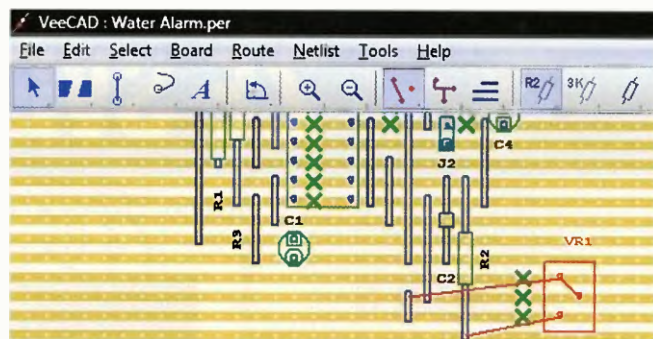 VeeCAD : Water Alarm.per
File Edit Select Board Route Netlist Tools Help
A R2 3K
C4
J2
R1
R3
C1
C2
R2
VR1